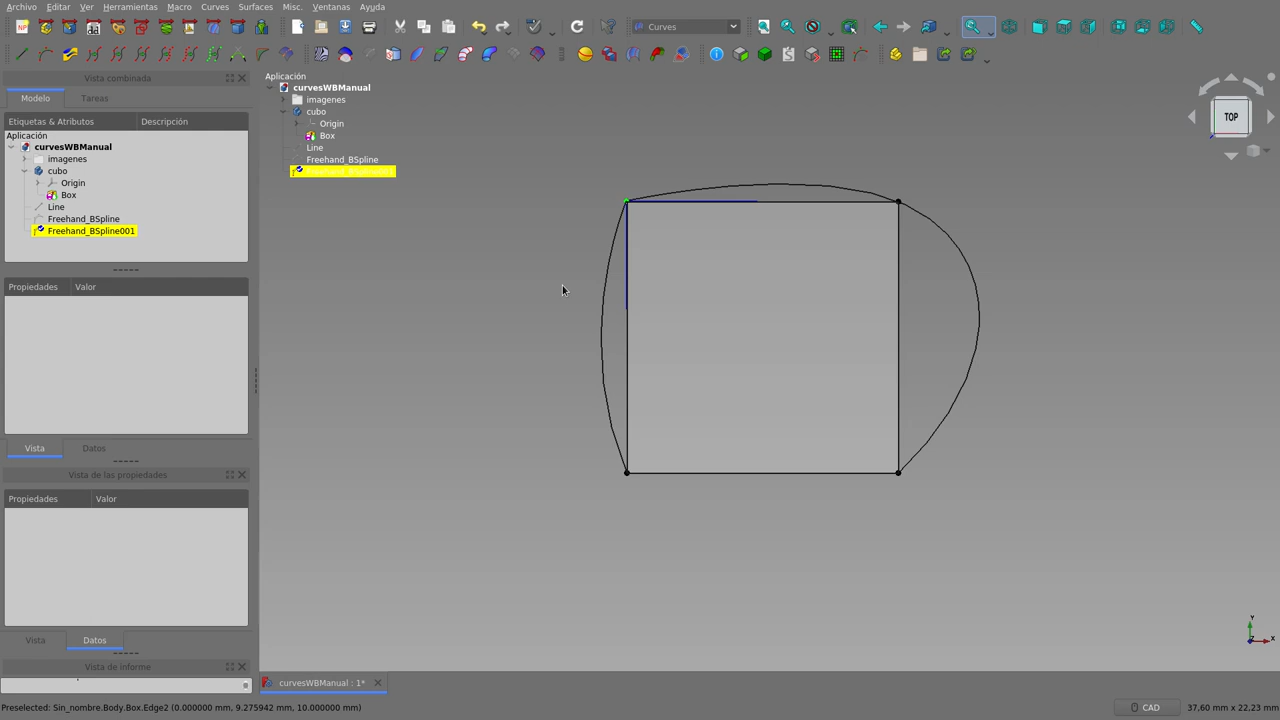 Archivo Editar Ver Herramientas Macro Curves Surfaces Misc. Ventanas Ayuda
Curves
Vista combinada
Modelo Tareas
Etiquetas & Atributos Descripción
Aplicación
curvesWBManual
imagenes
cubo
Origin
Box
Line
Freehand_BSpline
Freehand_BSpline001
Propiedades Valor
Vista Datos
Vista de las propiedades
Propiedades Valor
Vista Datos
Vista de informe
Aplicación
curvesWBManual
imagenes
cubo
Origin
Box
Line
Freehand_BSpline
Freehand_BSpline001
TOP
Y
Z
X
curvesWBManual : 1*
Preselected: Sin_nombre.Body.Box.Edge2 (0.000000 mm, 9.275942 mm, 10.000000 mm)
CAD
37,60 mm x 22,23 mm